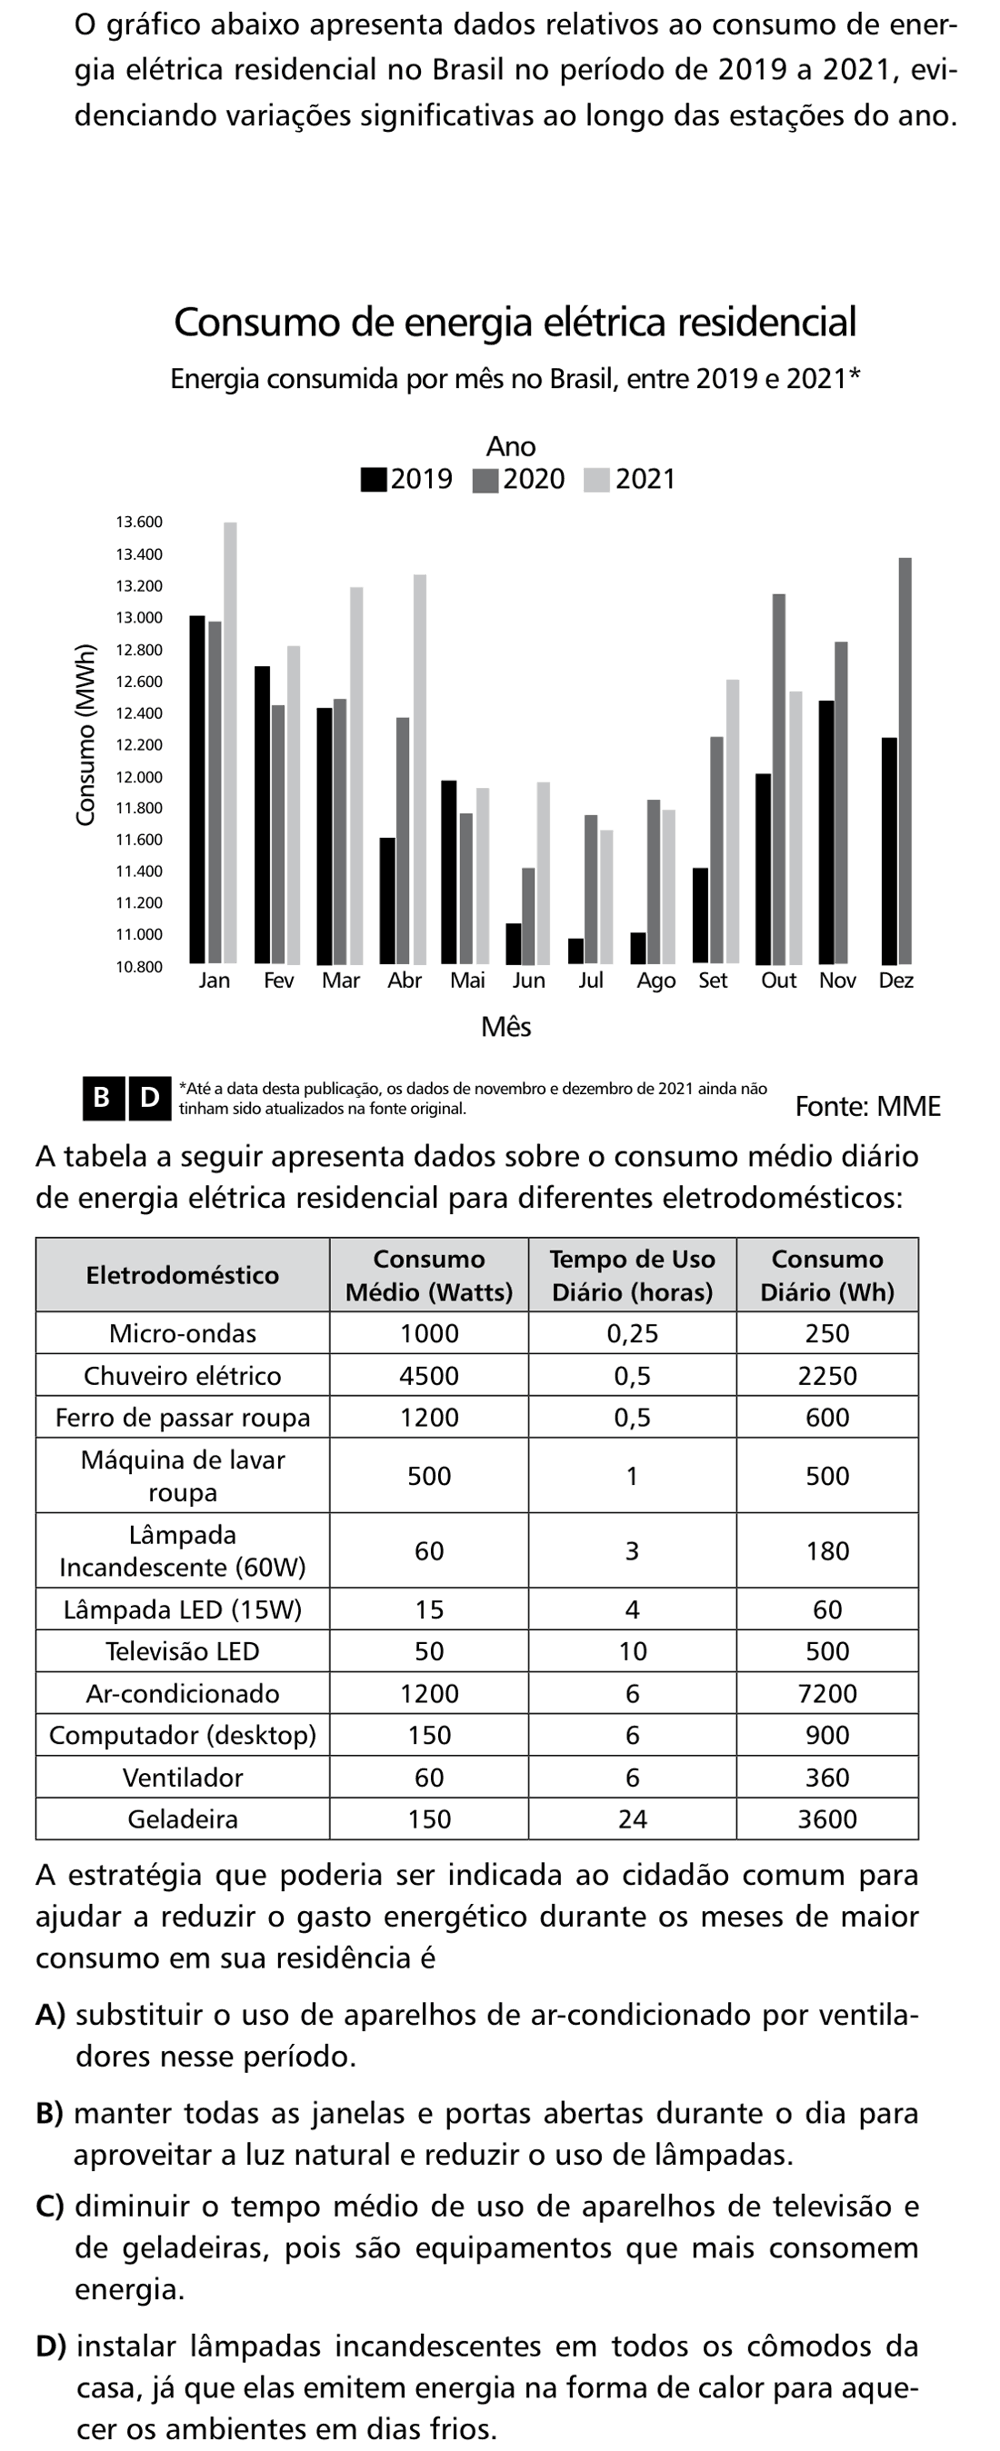 O gráfico abaixo apresenta dados relativos ao consumo de ener-
gia elétrica residencial no Brasil no período de 2019 a 2021, evi-
denciando variações significativas ao longo das estações do ano.
Consumo de energia elétrica residencial
Energia consumida por mês no Brasil, entre 2019 e 2021*
Ano
2019 2020 2021
Consumo (MWh)
13.600
13.400
13.200
13.000
12.800
12.600
12.400
12.200
12.000
11.800
11.600
11.400
11.200
11.000
10.800
Jan Fev Mar Abr Mai Jun Jul Ago Set Out Nov Dez
Mês
B D
*Até a data desta publicação, os dados de novembro e dezembro de 2021 ainda não
tinham sido atualizados na fonte original.
Fonte: MME
A tabela a seguir apresenta dados sobre o consumo médio diário
de energia elétrica residencial para diferentes eletrodomésticos:
Eletrodoméstico Consumo Médio (Watts) Tempo de Uso Diário (horas) Consumo Diário (Wh)
Micro-ondas 1000 0,25 250
Chuveiro elétrico 4500 0,5 2250
Ferro de passar roupa 1200 0,5 600
Máquina de lavar roupa 500 1 500
Lâmpada Incandescente (60W) 60 3 180
Lâmpada LED (15W) 15 4 60
Televisão LED 50 10 500
Ar-condicionado 1200 6 7200
Computador (desktop) 150 6 900
Ventilador 60 6 360
Geladeira 150 24 3600
A estratégia que poderia ser indicada ao cidadão comum para
ajudar a reduzir o gasto energético durante os meses de maior
consumo em sua residência é
A) substituir o uso de aparelhos de ar-condicionado por ventila-
dores nesse período.
B) manter todas as janelas e portas abertas durante o dia para
aproveitar a luz natural e reduzir o uso de lâmpadas.
C) diminuir o tempo médio de uso de aparelhos de televisão e
de geladeiras, pois são equipamentos que mais consomem
energia.
D) instalar lâmpadas incandescentes em todos os cômodos da
casa, já que elas emitem energia na forma de calor para aque-
cer os ambientes em dias frios.